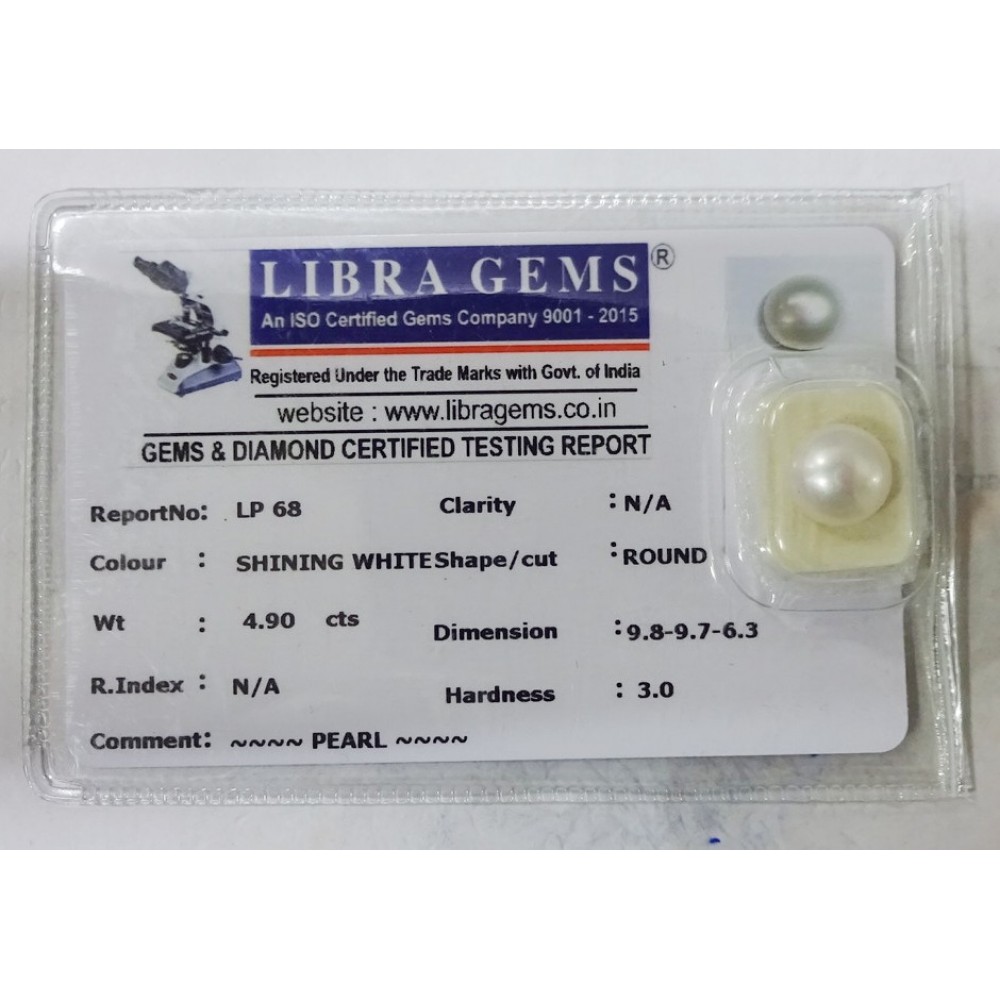 LIBRA GEMS ®
An ISO Certified Gems Company 9001 - 2015
Registered Under the Trade Marks with Govt. of India
website : www.libragems.co.in
GEMS & DIAMOND CERTIFIED TESTING REPORT
ReportNo: LP 68 Clarity : N/A
Colour : SHINING WHITE Shape/cut : ROUND
Wt : 4.90 cts Dimension : 9.8-9.7-6.3
R.Index : N/A Hardness : 3.0
Comment: ~~~~ PEARL ~~~~